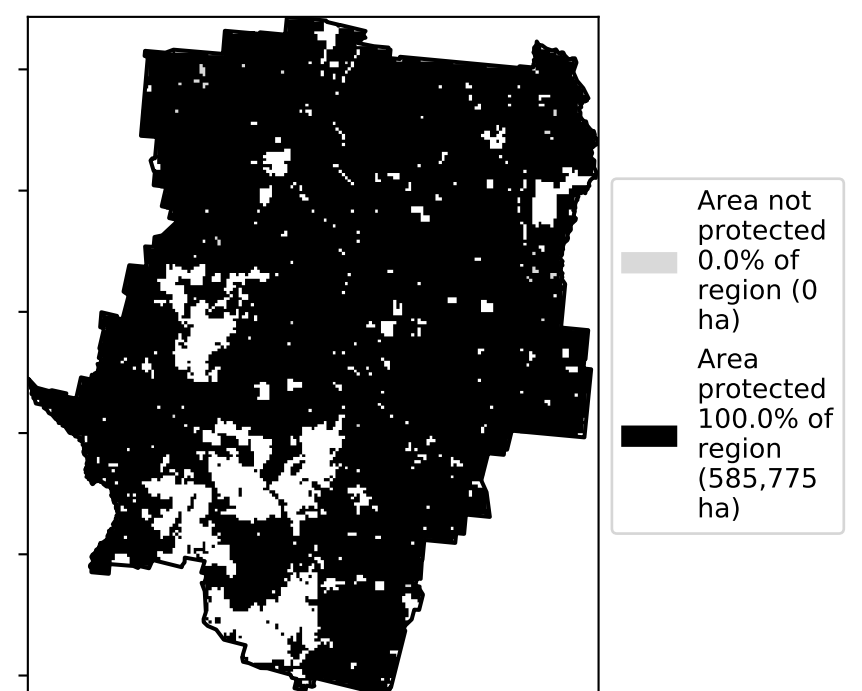 Area not
protected
0.0% of
region (0
ha)
Area
protected
100.0% of
region
(585,775
ha)